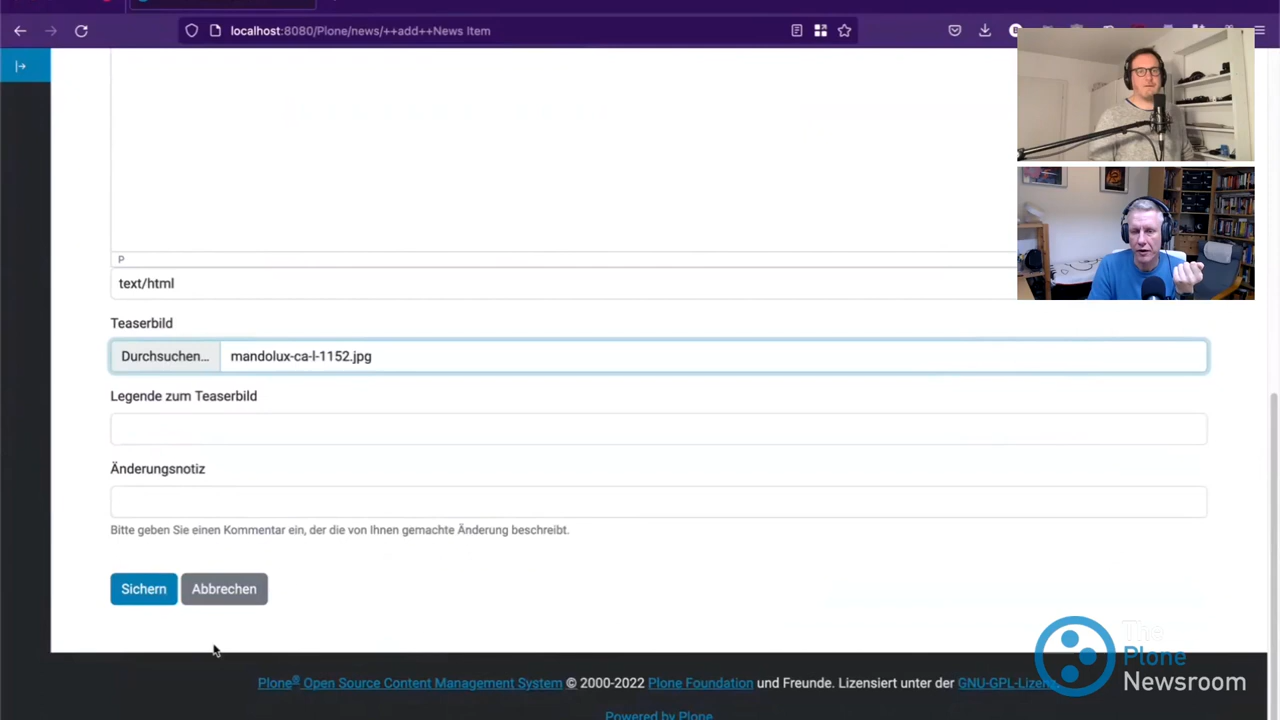 localhost:8080/Plone/news/++add++News Item
P
text/html
Teaserbild
Durchsuchen... mandolux-ca-l-1152.jpg
Legende zum Teaserbild
Änderungsnotiz
Bitte geben Sie einen Kommentar ein, der die von Ihnen gemachte Änderung beschreibt.
Sichern Abbrechen
Plone® Open Source Content Management System © 2000-2022 Plone Foundation und Freunde. Lizensiert unter der GNU-GPL-Lizenz.
Powered by Plone
The
Plone
Newsroom